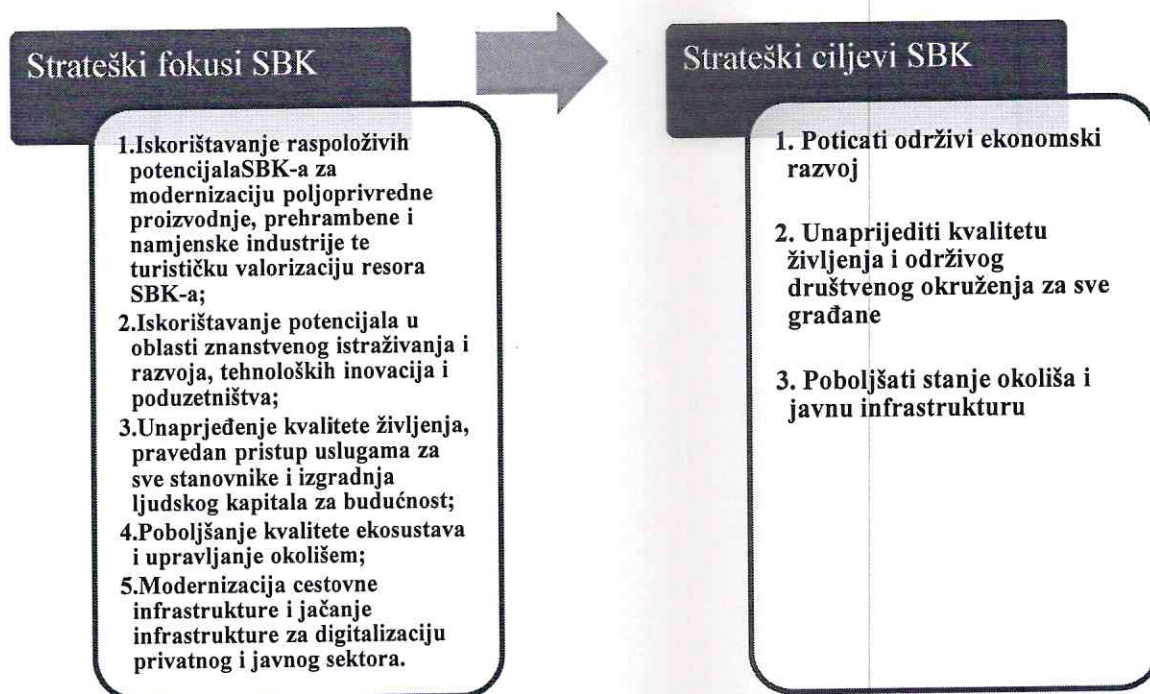 Strateški fokusi SBK
1.Iskorištavanje raspoloživih
potencijalaSBK-a za
modernizaciju poljoprivredne
proizvodnje, prehrambene i
namjenske industrije te
turističku valorizaciju resora
SBK-a;
2.Iskorištavanje potencijala u
oblasti znanstvenog istraživanja i
razvoja, tehnoloških inovacija i
poduzetništva;
3.Unaprjeđenje kvalitete življenja,
pravedan pristup uslugama za
sve stanovnike i izgradnja
ljudskog kapitala za budućnost;
4.Poboljšanje kvalitete ekosustava
i upravljanje okolišem;
5.Modernizacija cestovne
infrastrukture i jačanje
infrastrukture za digitalizaciju
privatnog i javnog sektora.
Strateški ciljevi SBK
1. Poticati održivi ekonomski
razvoj
2. Unaprijediti kvalitetu
življenja i održivog
društvenog okruženja za sve
građane
3. Poboljšati stanje okoliša i
javnu infrastrukturu